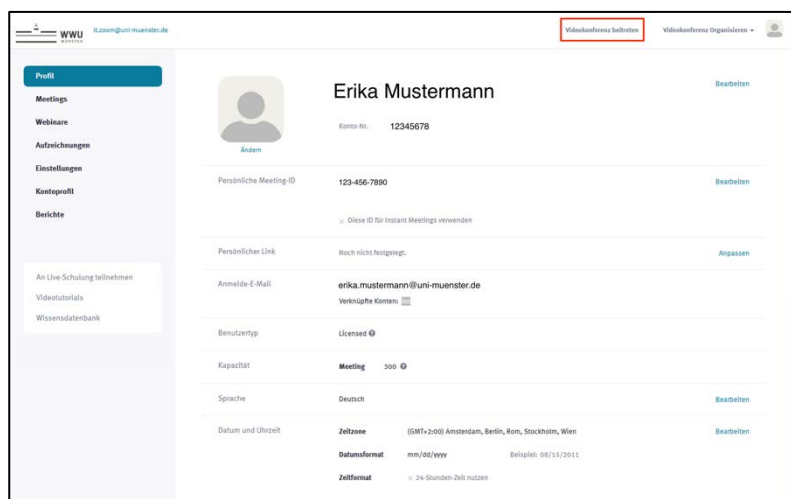 WWU
MÜNSTER
it.zoom@uni-muenster.de
Videokonferenz beitreten
Videokonferenz Organisieren
Profil
Meetings
Webinare
Aufzeichnungen
Einstellungen
Kontoprofil
Berichte
An Live-Schulung teilnehmen
Videotutorials
Wissensdatenbank
Ändern
Erika Mustermann
Bearbeiten
Konto-Nr. 12345678
Persönliche Meeting-ID 123-456-7890 Bearbeiten
× Diese ID für Instant Meetings verwenden
Persönlicher Link Noch nicht festgelegt. Anpassen
Anmelde-E-Mail erika.mustermann@uni-muenster.de
Verknüpfte Konten:
Benutzertyp Licensed
Kapazität Meeting 300
Sprache Deutsch Bearbeiten
Datum und Uhrzeit Zeitzone (GMT+2:00) Amsterdam, Berlin, Rom, Stockholm, Wien Bearbeiten
Datumsformat mm/dd/yyyy Beispiel: 08/15/2011
Zeitformat × 24-Stunden-Zeit nutzen